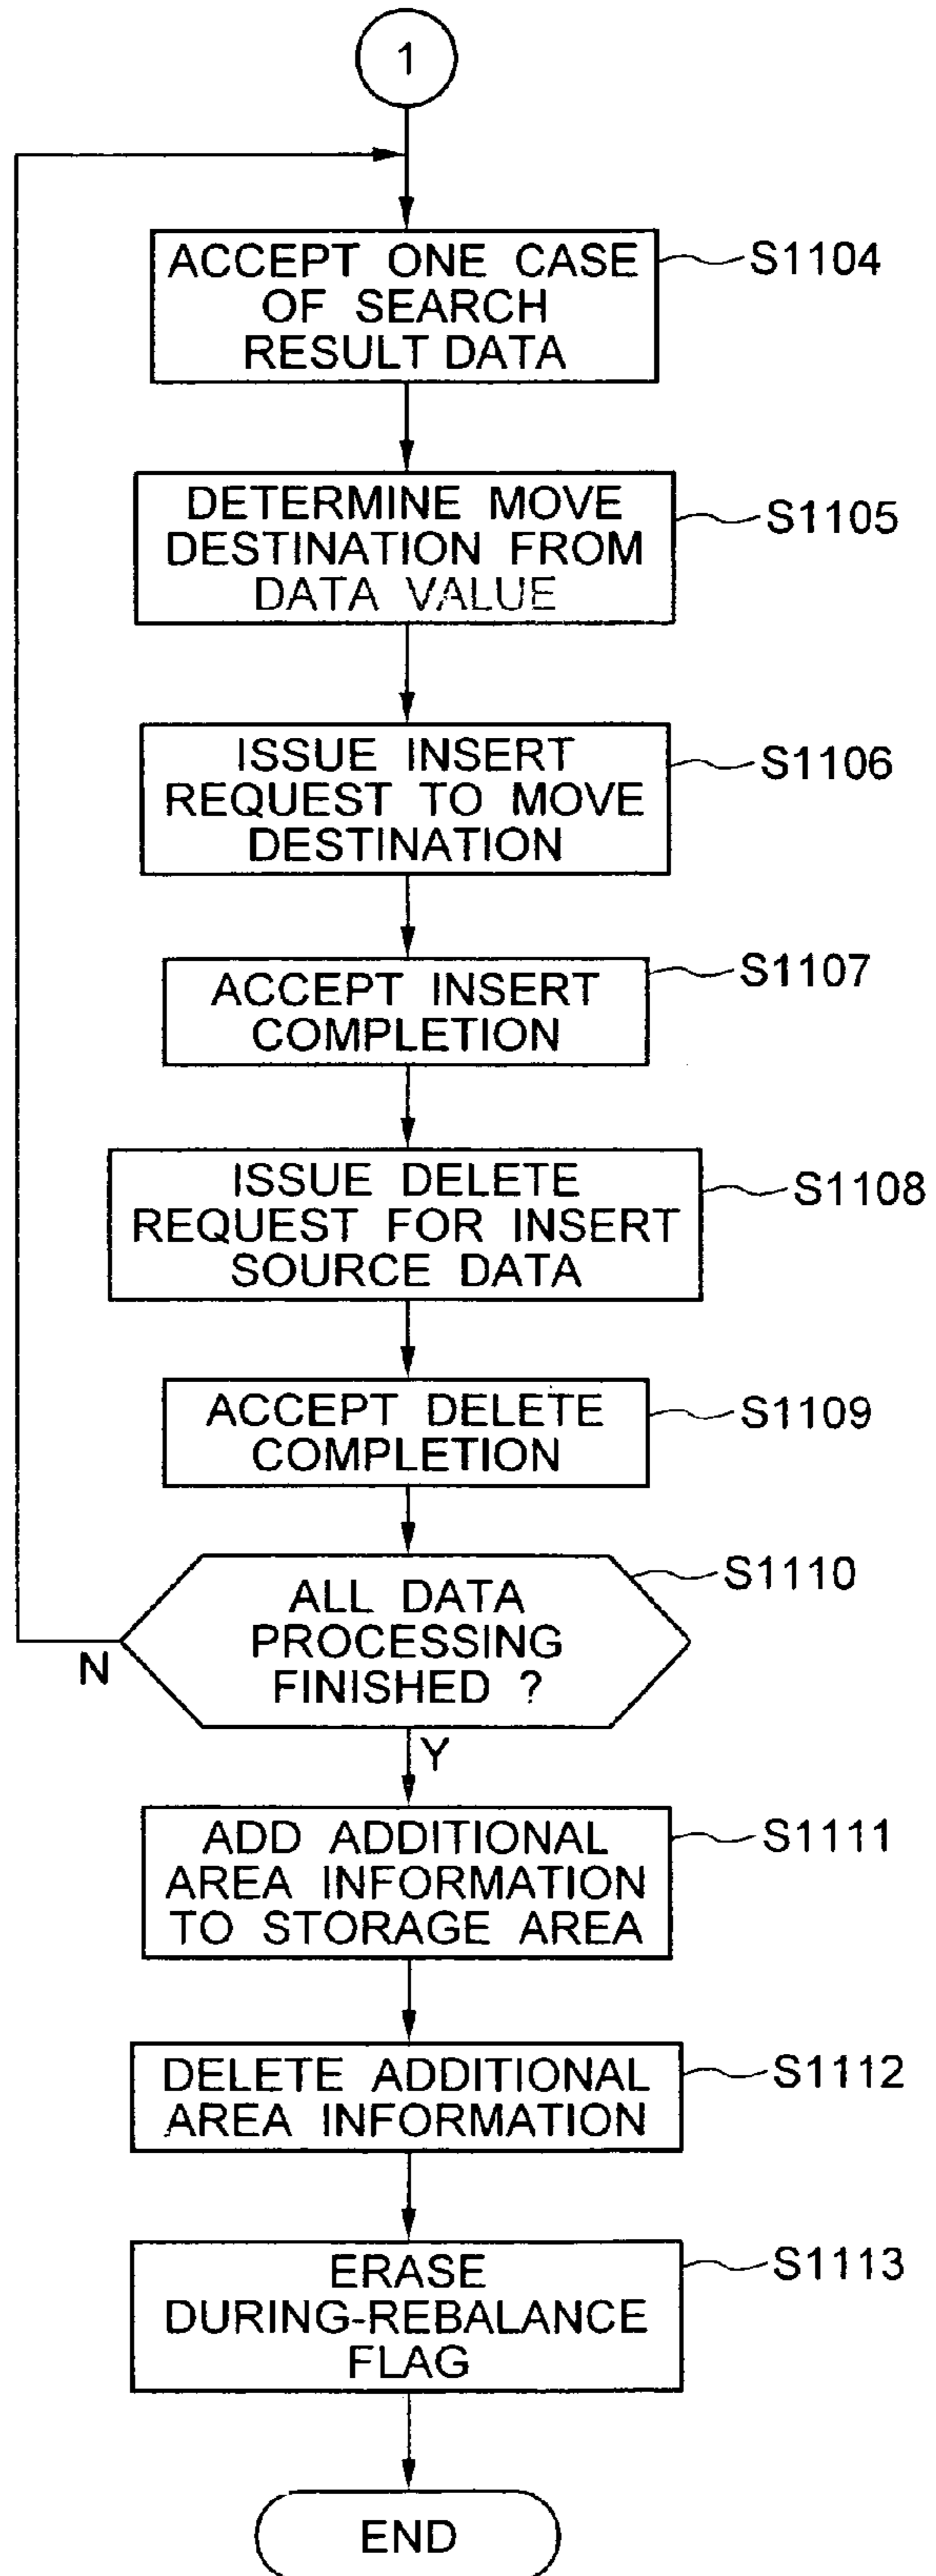 1
ACCEPT ONE CASE
OF SEARCH
RESULT DATA
S1104
DETERMINE MOVE
DESTINATION FROM
DATA VALUE
S1105
ISSUE INSERT
REQUEST TO MOVE
DESTINATION
S1106
ACCEPT INSERT
COMPLETION
S1107
ISSUE DELETE
REQUEST FOR INSERT
SOURCE DATA
S1108
ACCEPT DELETE
COMPLETION
S1109
ALL DATA
PROCESSING
FINISHED ?
S1110
N
Y
ADD ADDITIONAL
AREA INFORMATION
TO STORAGE AREA
S1111
DELETE ADDITIONAL
AREA INFORMATION
S1112
ERASE
DURING-REBALANCE
FLAG
S1113
END